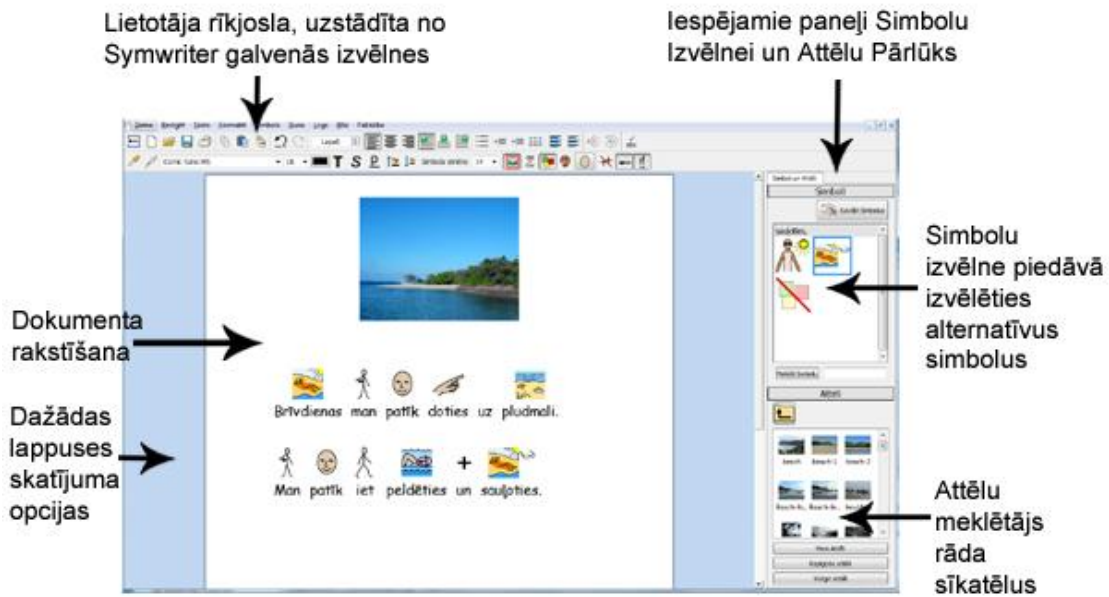 Lietotāja rīkjosla, uzstādīta no
Symwriter galvenās izvēlnes
Iespējamie paneļi Simbolu
Izvēlnei un Attēlu Pārlūks
Simboli
Simbolu
izvēlne piedāvā
izvēlēties
alternatīvus
simbolus
Dokumenta
rakstīšana
Brīvdienas man patīk doties uz pludmali.
Dažādas
lappuses
skatījuma
opcijas
Man patīk iet peldēties un sauļoties.
Attēli
beach beach-1 beach-2
Attēlu
meklētājs
rāda
sīkatēlus